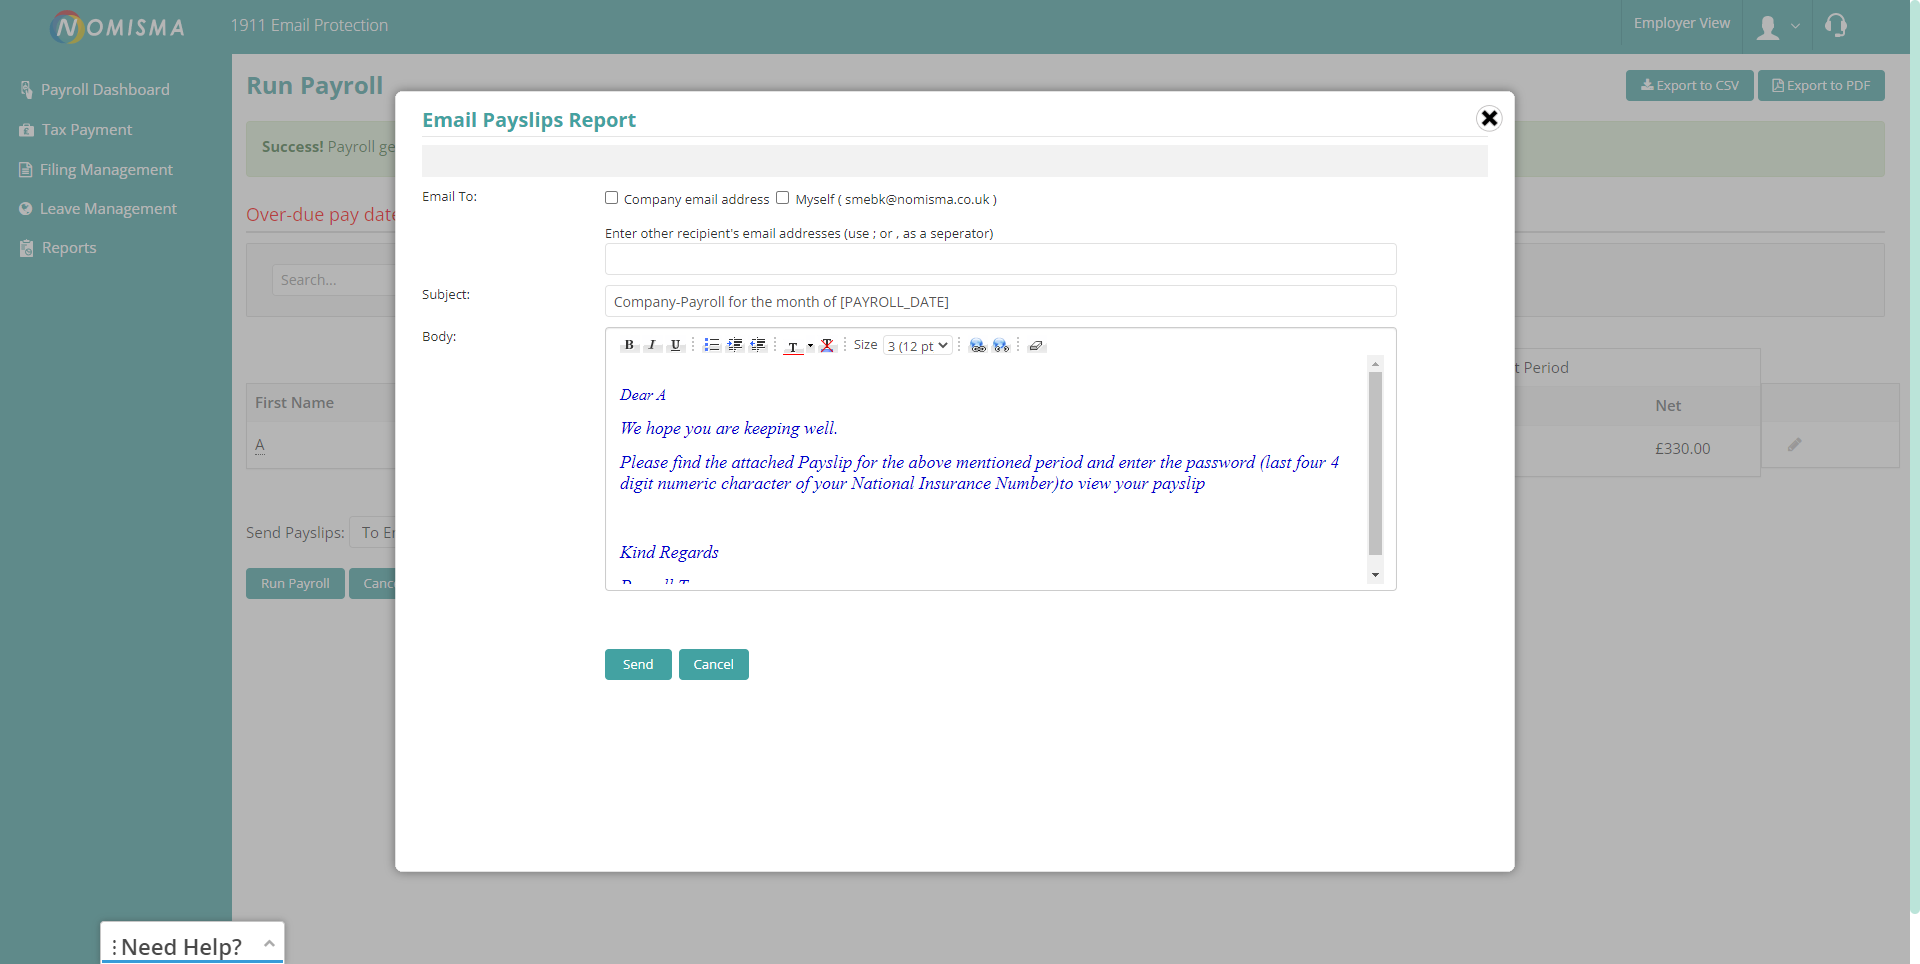 NOMISMA
1911 Email Protection
Employer View
Payroll Dashboard
Tax Payment
Filing Management
Leave Management
Reports
Run Payroll
Export to CSV
Export to PDF
Success! Payroll ge
Over-due pay date
Search...
First Name
A
t Period
Net
£330.00
Send Payslips:
To E
Run Payroll
Canc
Email Payslips Report
Email To:
Company email address
Myself ( smebk@nomisma.co.uk )
Enter other recipient's email addresses (use ; or , as a seperator)
Subject:
Company-Payroll for the month of [PAYROLL_DATE]
Body:
B I U
T
Size
3 (12 pt
Dear A
We hope you are keeping well.
Please find the attached Payslip for the above mentioned period and enter the password (last four 4
digit numeric character of your National Insurance Number)to view your payslip
Kind Regards
Send
Cancel
Need Help?